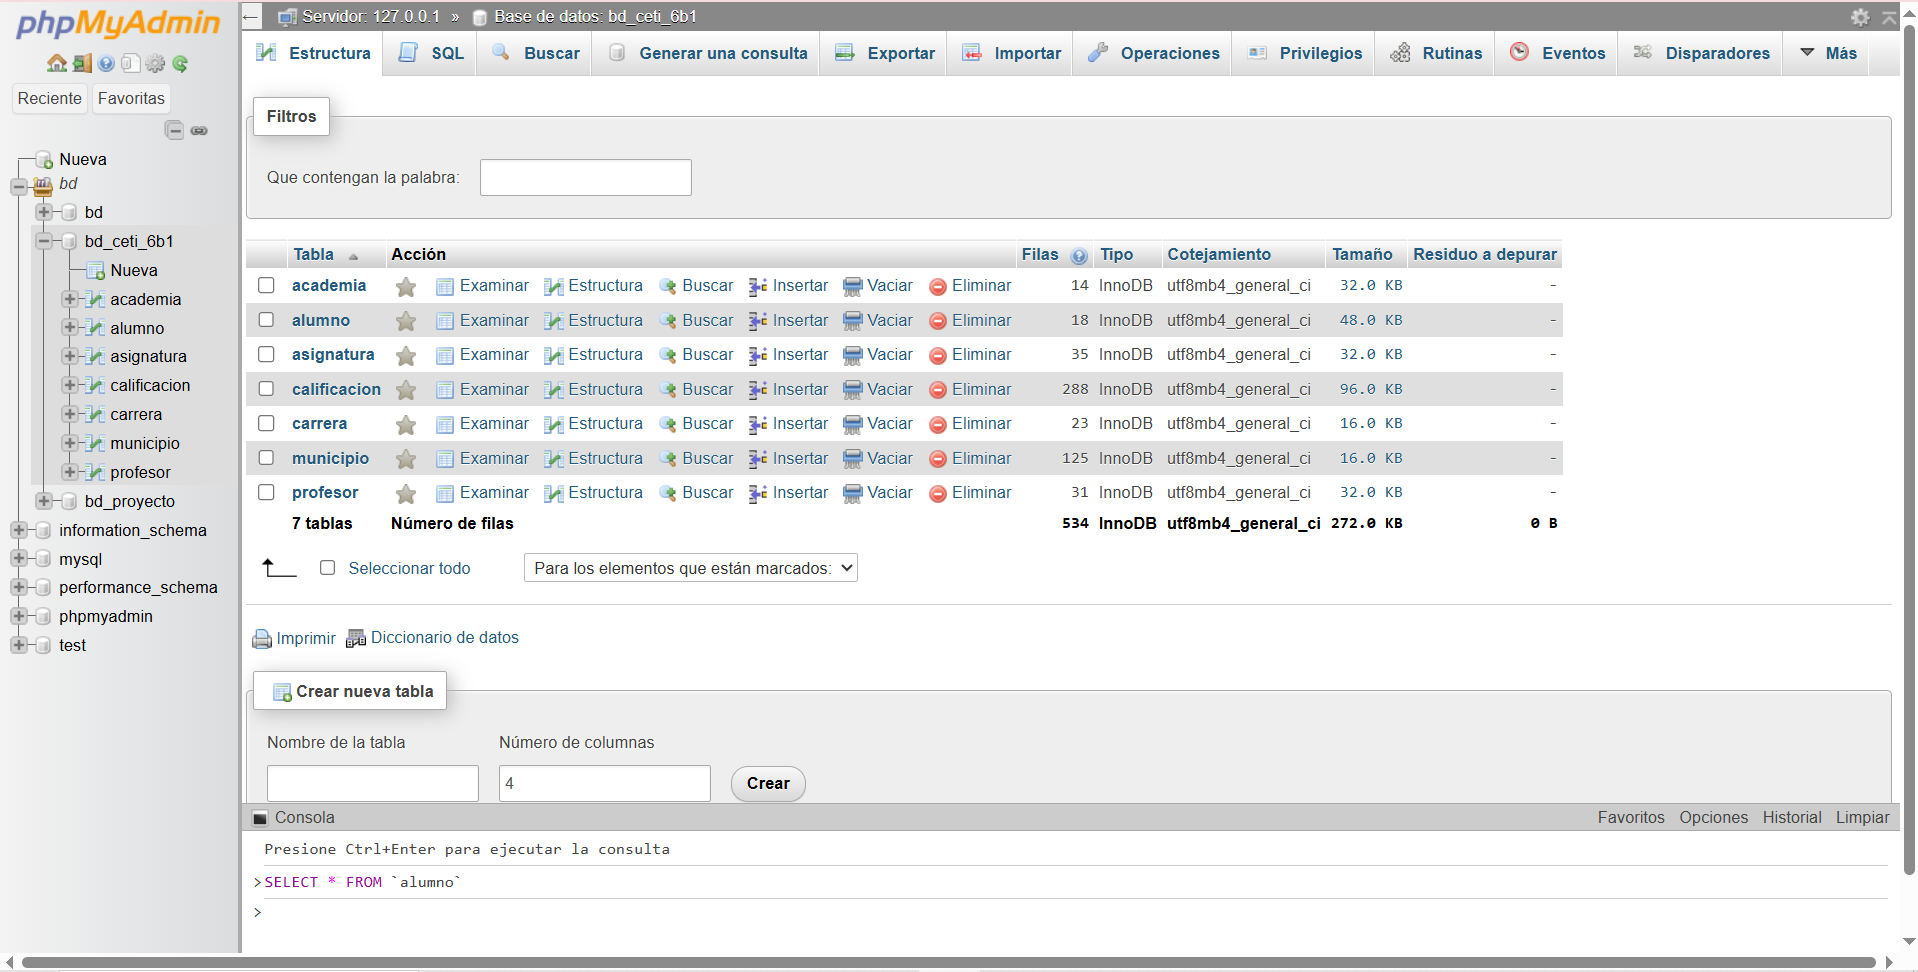 phpMyAdmin
Reciente Favoritas
Nueva
bd
bd
bd_ceti_6b1
Nueva
academia
alumno
asignatura
calificacion
carrera
municipio
profesor
bd_proyecto
information_schema
mysql
performance_schema
phpmyadmin
test
Servidor: 127.0.0.1 » Base de datos: bd_ceti_6b1
Estructura SQL Buscar Generar una consulta Exportar Importar Operaciones Privilegios Rutinas Eventos Disparadores Más
Filtros
Que contengan la palabra:
Tabla Acción Filas Tipo Cotejamiento Tamaño Residuo a depurar
academia Examinar Estructura Buscar Insertar Vaciar Eliminar 14 InnoDB utf8mb4_general_ci 32.0 KB -
alumno Examinar Estructura Buscar Insertar Vaciar Eliminar 18 InnoDB utf8mb4_general_ci 48.0 KB -
asignatura Examinar Estructura Buscar Insertar Vaciar Eliminar 35 InnoDB utf8mb4_general_ci 32.0 KB -
calificacion Examinar Estructura Buscar Insertar Vaciar Eliminar 288 InnoDB utf8mb4_general_ci 96.0 KB -
carrera Examinar Estructura Buscar Insertar Vaciar Eliminar 23 InnoDB utf8mb4_general_ci 16.0 KB -
municipio Examinar Estructura Buscar Insertar Vaciar Eliminar 125 InnoDB utf8mb4_general_ci 16.0 KB -
profesor Examinar Estructura Buscar Insertar Vaciar Eliminar 31 InnoDB utf8mb4_general_ci 32.0 KB -
7 tablas Número de filas 534 InnoDB utf8mb4_general_ci 272.0 KB 0 B
Seleccionar todo Para los elementos que están marcados:
Imprimir Diccionario de datos
Crear nueva tabla
Nombre de la tabla Número de columnas
4 Crear
Consola Favoritos Opciones Historial Limpiar
Presione Ctrl+Enter para ejecutar la consulta
>SELECT * FROM `alumno`
>